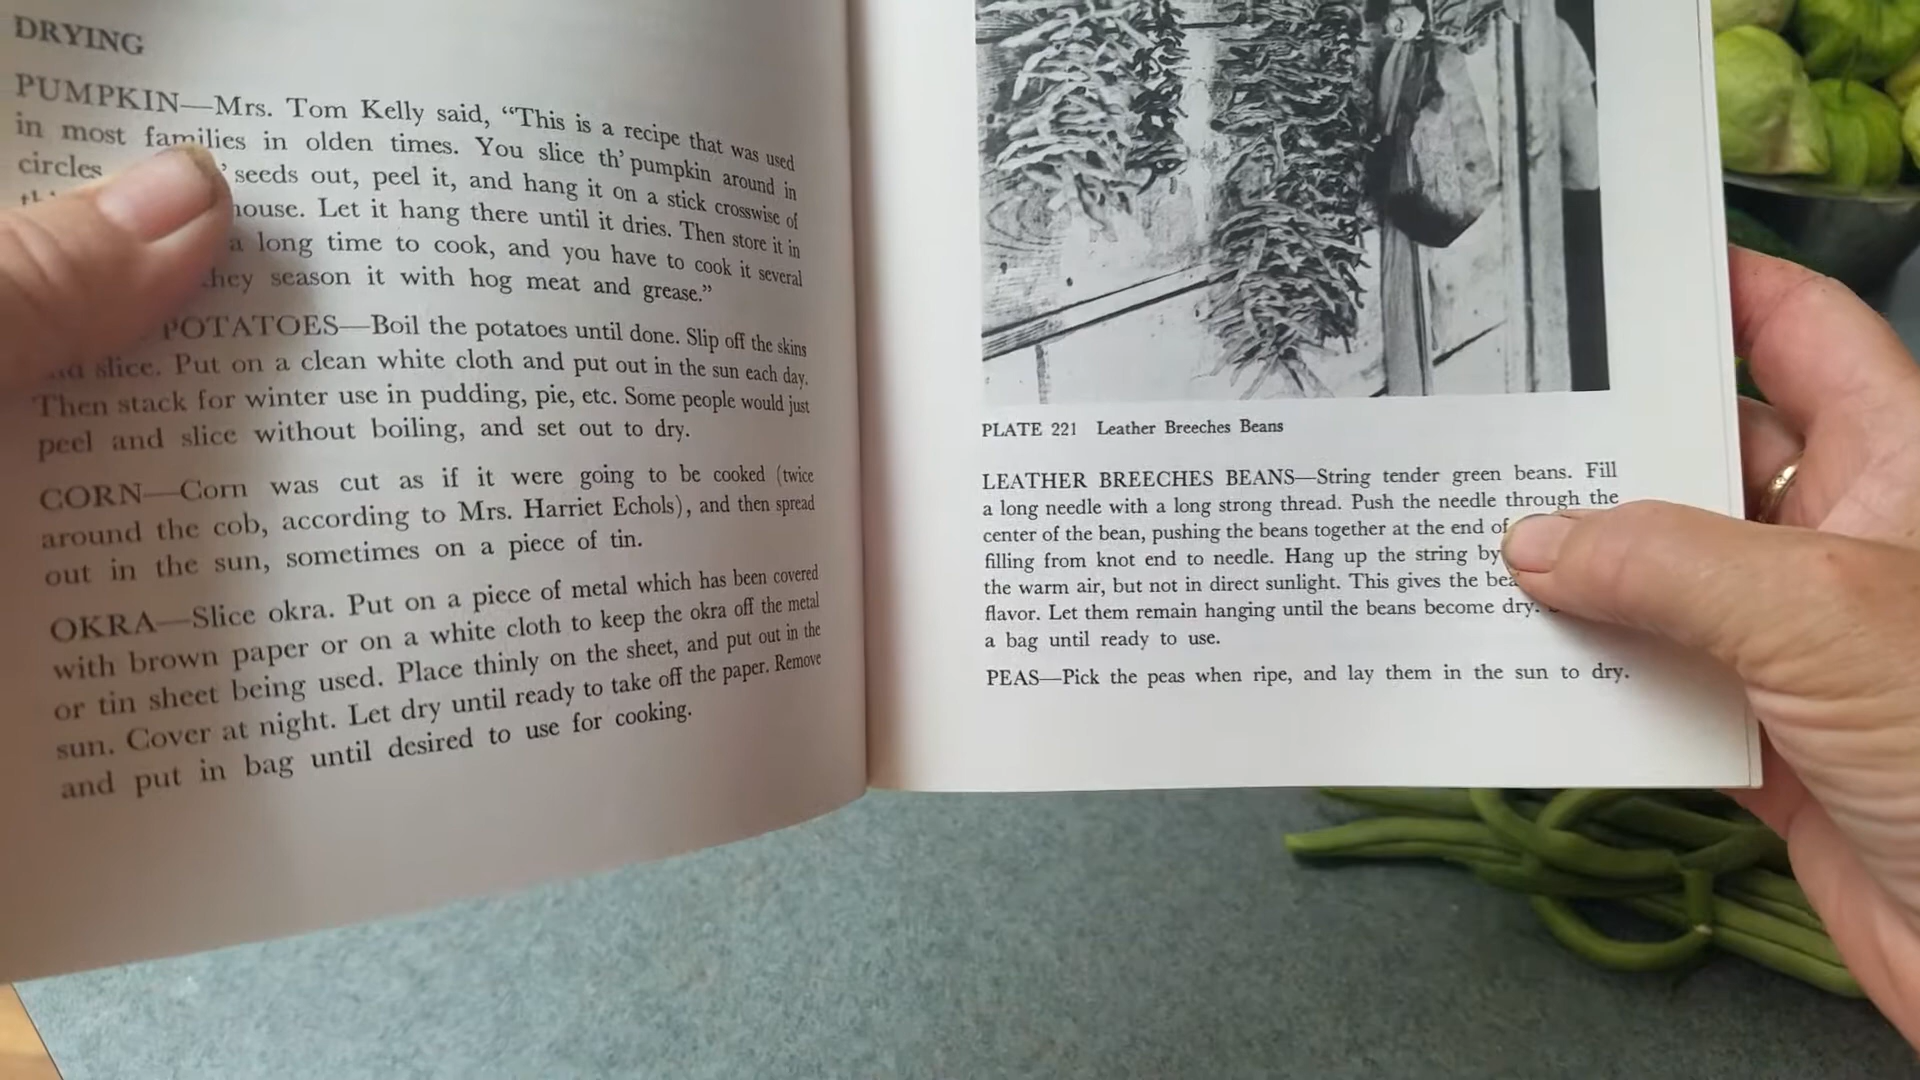 DRYING
PUMPKIN—Mrs. Tom Kelly said, “This is a recipe that was used
in most families in olden times. You slice th’ pumpkin around in
circles seeds out, peel it, and hang it on a stick crosswise of
house. Let it hang there until it dries. Then store it in
a long time to cook, and you have to cook it several
they season it with hog meat and grease.”
POTATOES—Boil the potatoes until done. Slip off the skins
and slice. Put on a clean white cloth and put out in the sun each day.
Then stack for winter use in pudding, pie, etc. Some people would just
peel and slice without boiling, and set out to dry.
CORN—Corn was cut as if it were going to be cooked (twice
around the cob, according to Mrs. Harriet Echols), and then spread
out in the sun, sometimes on a piece of tin.
OKRA—Slice okra. Put on a piece of metal which has been covered
with brown paper or on a white cloth to keep the okra off the metal
or tin sheet being used. Place thinly on the sheet, and put out in the
sun. Cover at night. Let dry until ready to take off the paper. Remove
and put in bag until desired to use for cooking.
PLATE 221 Leather Breeches Beans
LEATHER BREECHES BEANS—String tender green beans. Fill
a long needle with a long strong thread. Push the needle through the
center of the bean, pushing the beans together at the end of
filling from knot end to needle. Hang up the string by
the warm air, but not in direct sunlight. This gives the
flavor. Let them remain hanging until the beans become dry.
a bag until ready to use.
PEAS—Pick the peas when ripe, and lay them in the sun to dry.